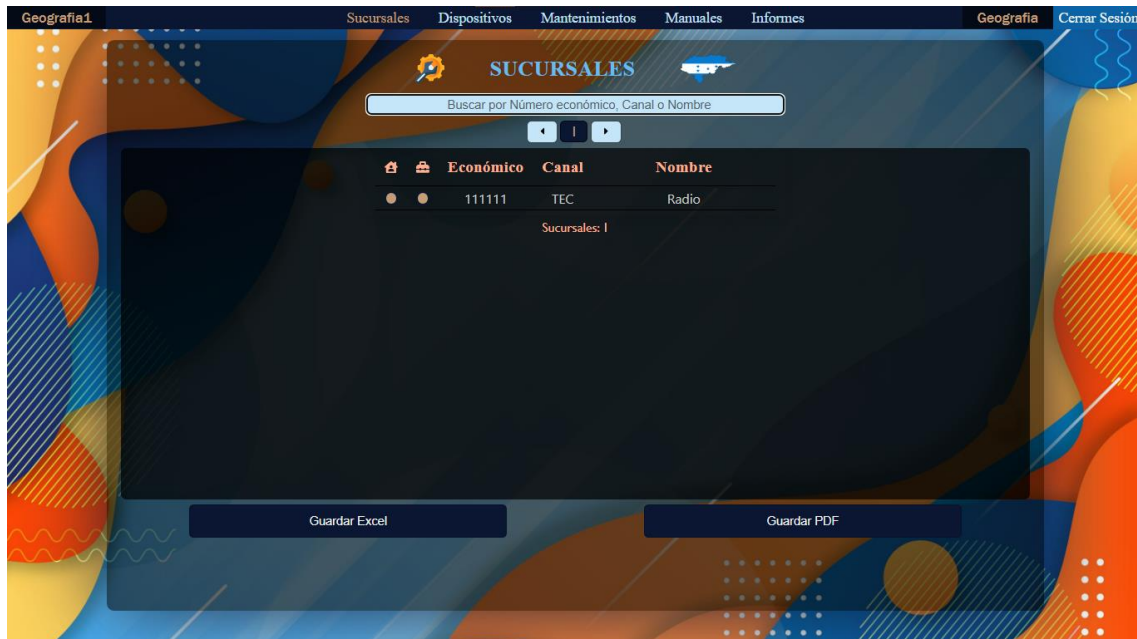 Geografia1 Sucursales Dispositivos Mantenimientos Manuales Informes Geografia Cerrar Sesión
SUCURSALES
Buscar por Número económico, Canal o Nombre
1
Económico Canal Nombre
111111 TEC Radio
Sucursales: 1
Guardar Excel Guardar PDF